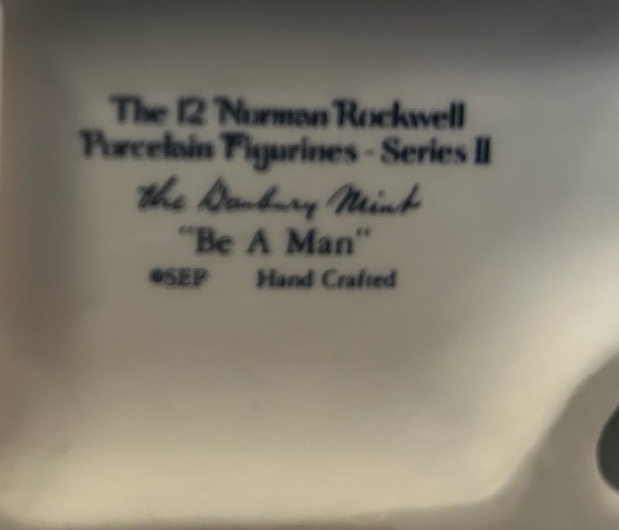 The 12 Norman Rockwell
Porcelain Figurines - Series II
the Danbury Mint
"Be A Man"
©SEP Hand Crafted